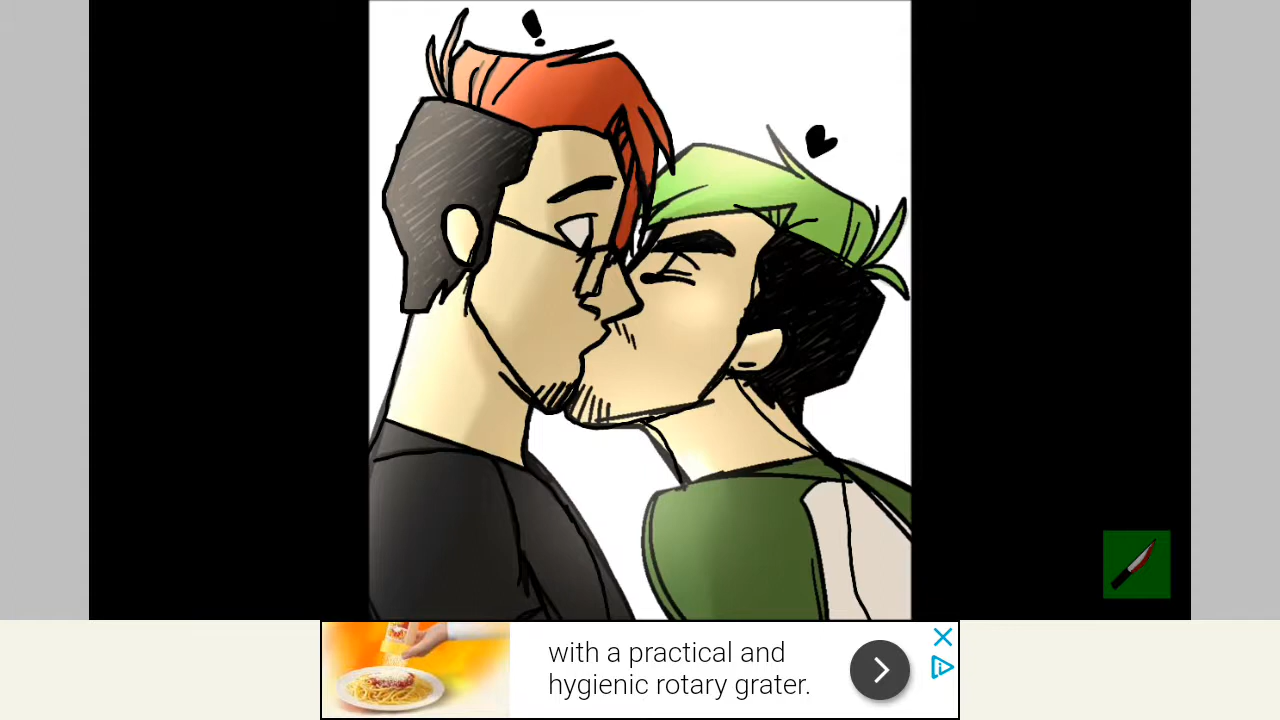 !
with a practical and
hygienic rotary grater.